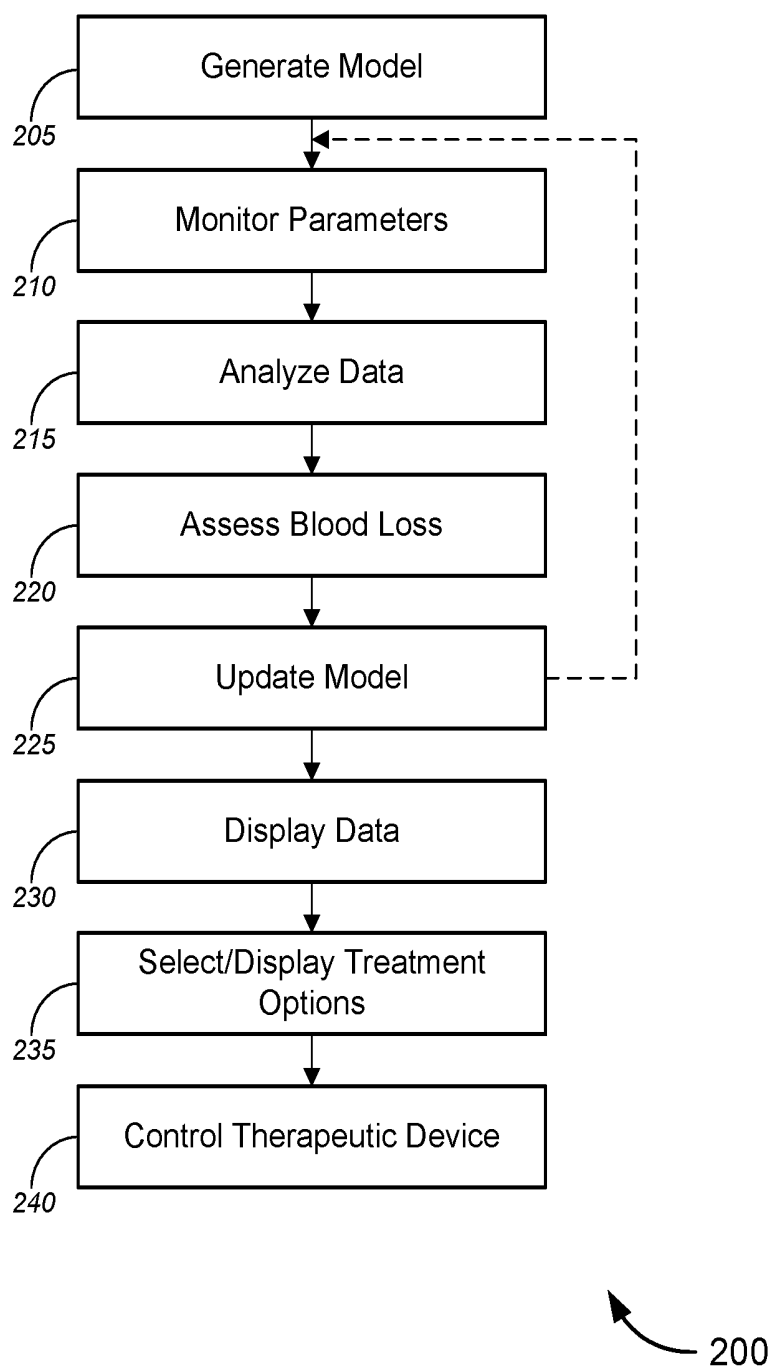 Generate Model
205
Monitor Parameters
210
Analyze Data
215
Assess Blood Loss
220
Update Model
225
Display Data
230
Select/Display Treatment
Options
235
Control Therapeutic Device
240
200